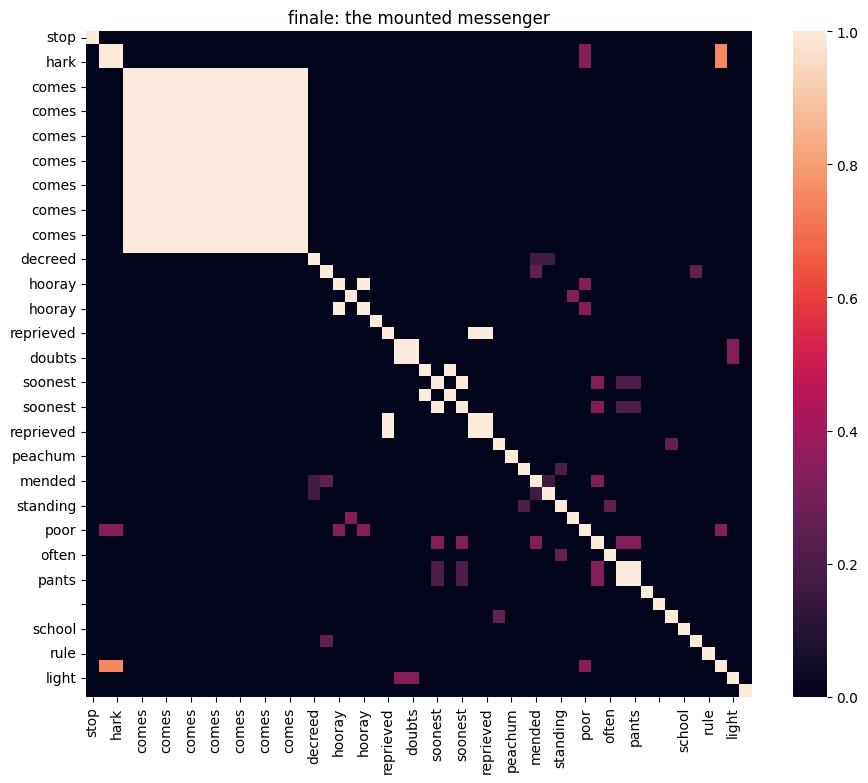 finale: the mounted messenger
stop
hark
comes
comes
comes
comes
comes
comes
comes
decreed
hooray
hooray
reprieved
doubts
soonest
soonest
reprieved
peachum
mended
standing
poor
often
pants
school
rule
light
1.0
0.8
0.6
0.4
0.2
0.0
stop
hark
comes
comes
comes
comes
comes
comes
comes
decreed
hooray
hooray
reprieved
doubts
soonest
soonest
reprieved
peachum
mended
standing
poor
often
pants
school
rule
light